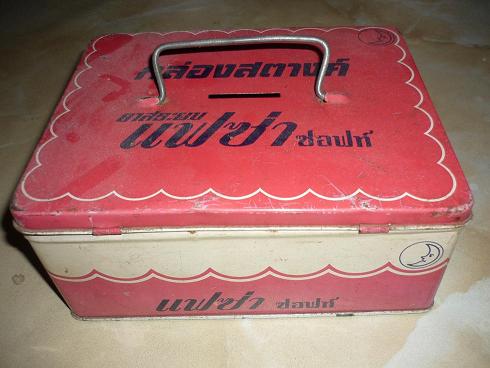 กล่องสตางค์
ยาสระผม
แฟซ่า ซอฟท์
แฟซ่า ซอฟท์